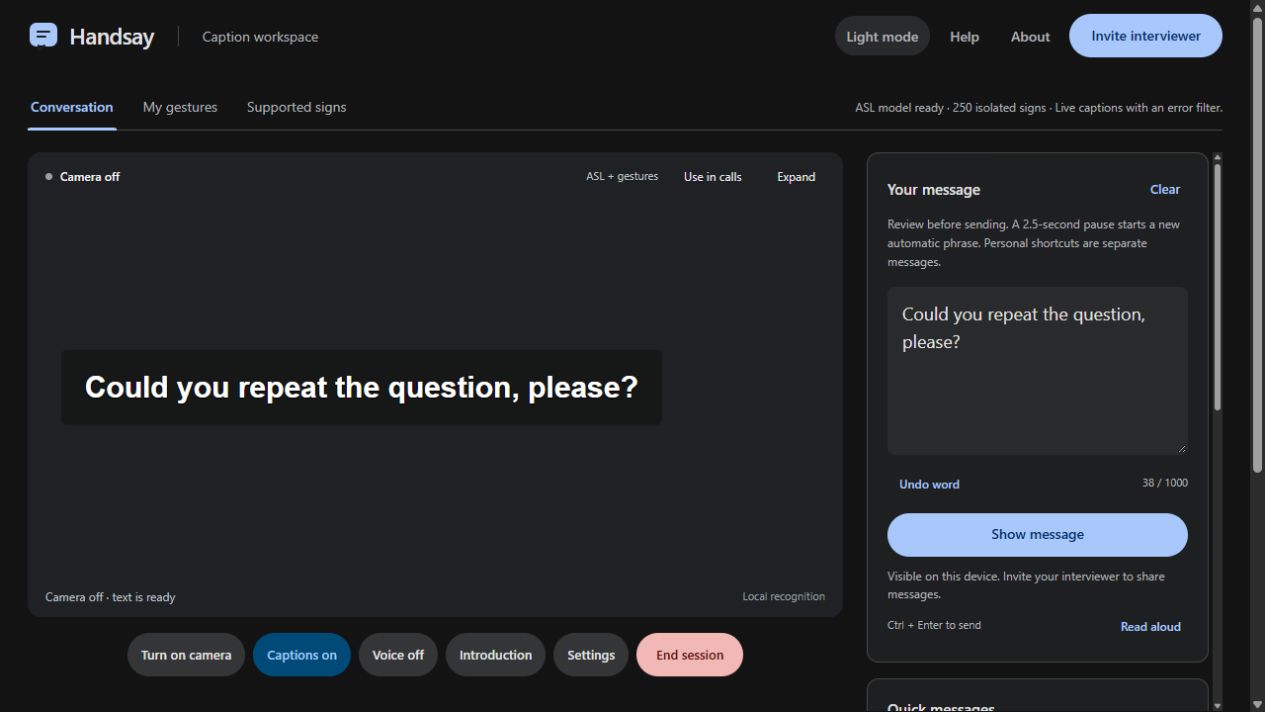 Handsay
Caption workspace
Light mode
Help
About
Invite interviewer
Conversation
My gestures
Supported signs
ASL model ready · 250 isolated signs · Live captions with an error filter.
Camera off
ASL + gestures
Use in calls
Expand
Could you repeat the question, please?
Camera off · text is ready
Local recognition
Turn on camera
Captions on
Voice off
Introduction
Settings
End session
Your message
Clear
Review before sending. A 2.5-second pause starts a new
automatic phrase. Personal shortcuts are separate
messages.
Could you repeat the question,
please?
Undo word
38 / 1000
Show message
Visible on this device. Invite your interviewer to share
messages.
Ctrl + Enter to send
Read aloud
Quick messages